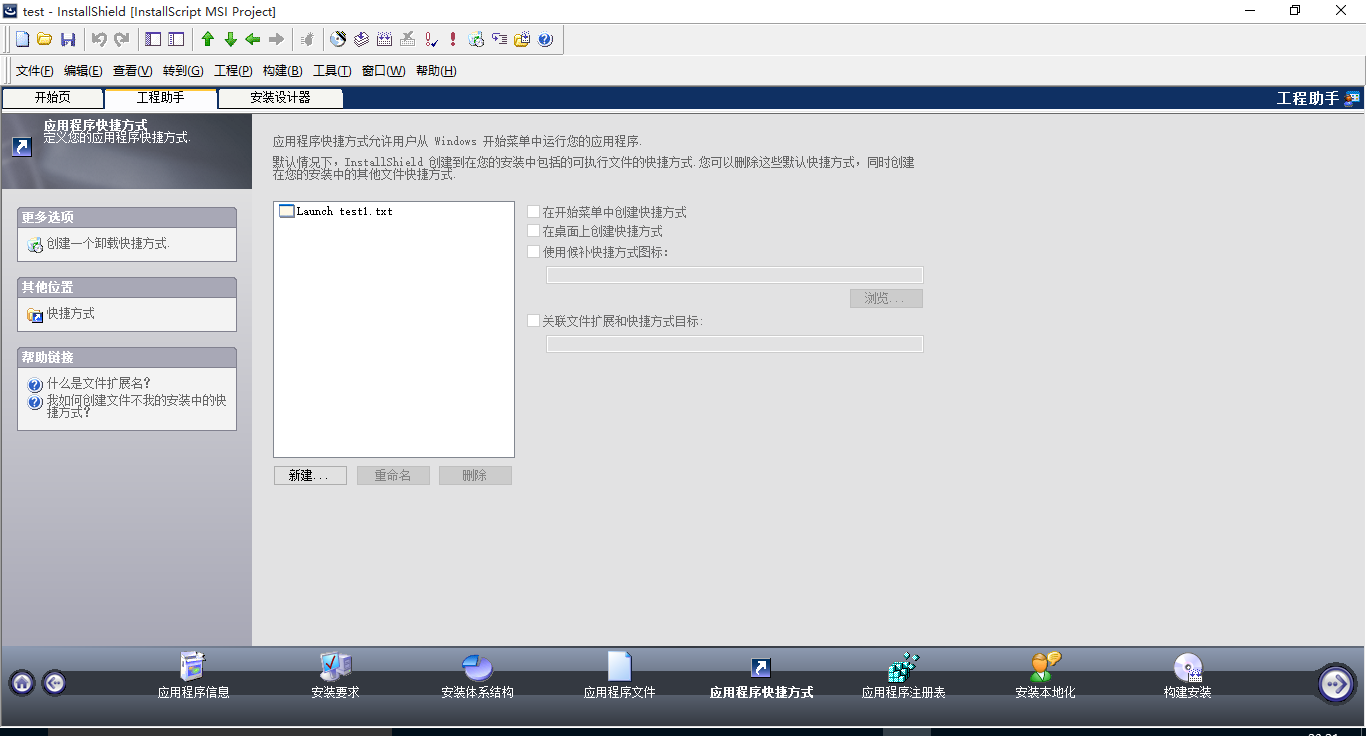 test - InstallShield [InstallScript MSI Project]
文件(F) 编辑(E) 查看(V) 转到(G) 工程(P) 构建(B) 工具(T) 窗口(W) 帮助(H)
开始页 工程助手 安装设计器 工程助手
应用程序快捷方式
定义您的应用程序快捷方式.
更多选项
创建一个卸载快捷方式.
其他位置
快捷方式
帮助链接
什么是文件扩展名?
我如何创建文件不我的安装中的快
捷方式?
应用程序快捷方式允许用户从 Windows 开始菜单中运行您的应用程序.
默认情况下，InstallShield 创建到在您的安装中包括的可执行文件的快捷方式.您可以删除这些默认快捷方式，同时创建
在您的安装中的其他文件快捷方式.
Launch test1.txt
在开始菜单中创建快捷方式
在桌面上创建快捷方式
使用候补快捷方式图标:
浏览...
关联文件扩展和快捷方式目标:
新建... 重命名 删除
应用程序信息 安装要求 安装体系结构 应用程序文件 应用程序快捷方式 应用程序注册表 安装本地化 构建安装